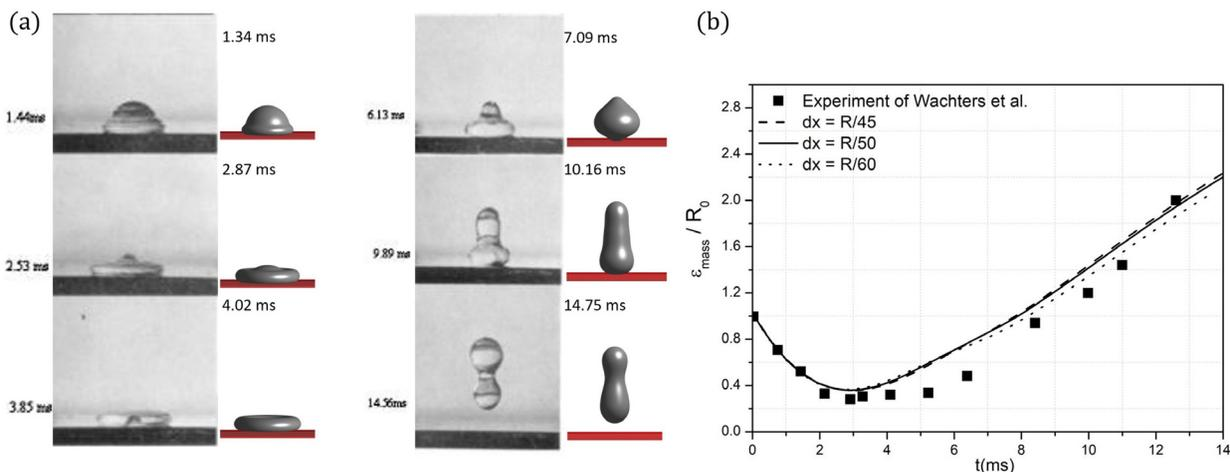 (a)
1.34 ms
1.44ms
2.87 ms
2.53 ms
4.02 ms
3.85 ms
7.09 ms
6.13 ms
10.16 ms
9.89 ms
14.75 ms
14.56ms
(b)
Experiment of Wachters et al.
dx = R/45
dx = R/50
dx = R/60
2.8
2.4
2.0
1.6
1.2
0.8
0.4
0.0
ε_mass / R_0
0 2 4 6 8 10 12 14
t(ms)